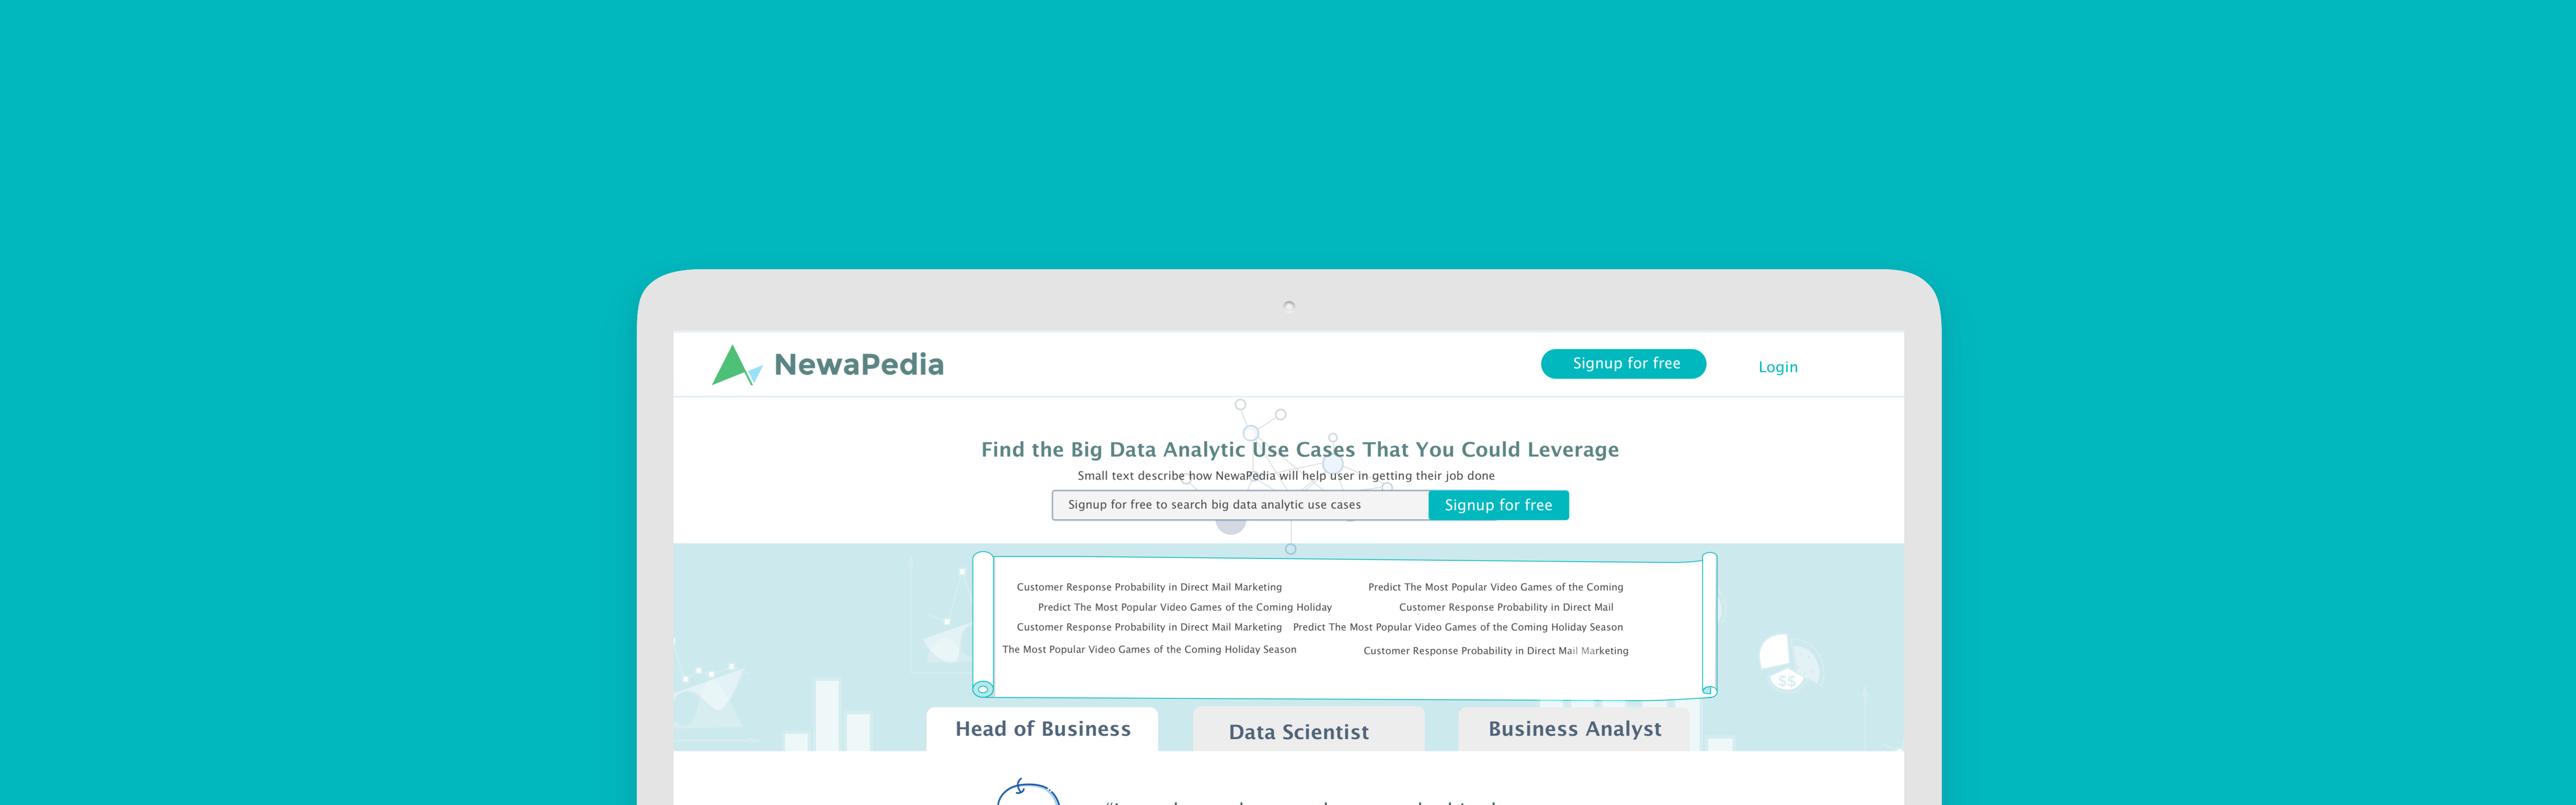 NewaPedia
Signup for free
Login
Find the Big Data Analytic Use Cases That You Could Leverage
Small text describe how NewaPedia will help user in getting their job done
Signup for free to search big data analytic use cases
Signup for free
Customer Response Probability in Direct Mail Marketing
Predict The Most Popular Video Games of the Coming
Predict The Most Popular Video Games of the Coming Holiday
Customer Response Probability in Direct Mail
Customer Response Probability in Direct Mail Marketing
Predict The Most Popular Video Games of the Coming Holiday Season
The Most Popular Video Games of the Coming Holiday Season
Customer Response Probability in Direct Mail Marketing
$$
Head of Business
Data Scientist
Business Analyst